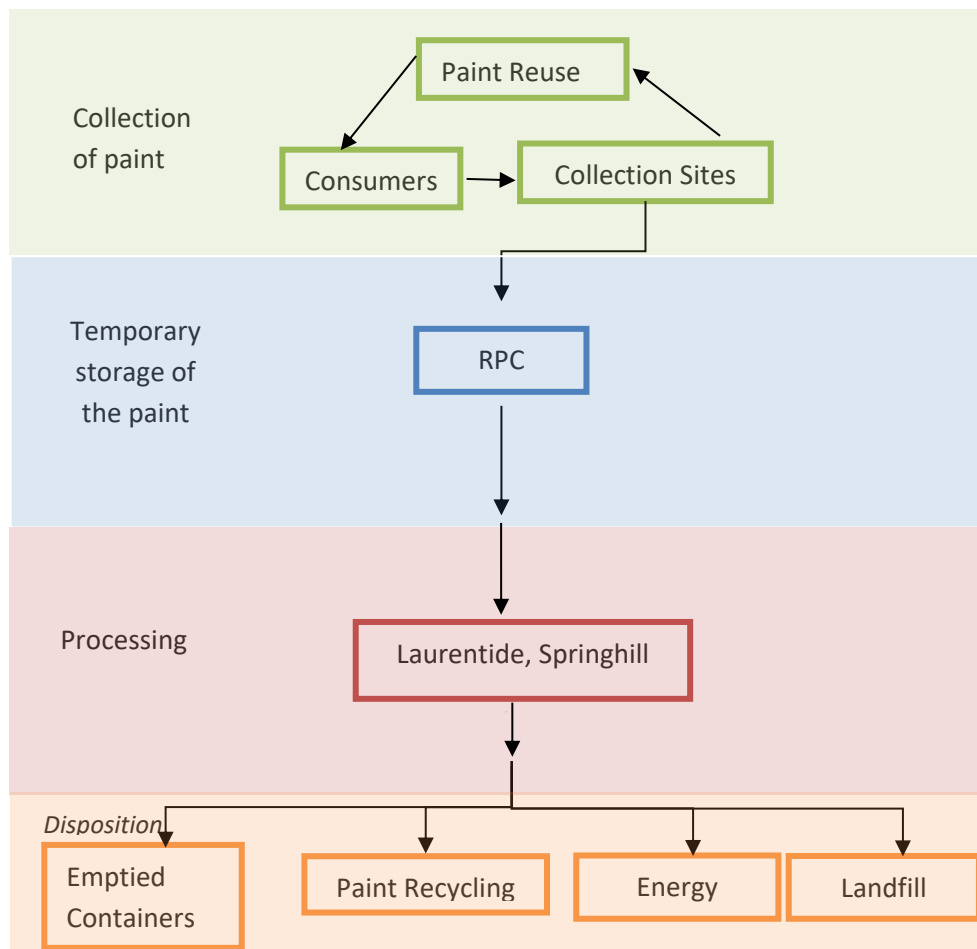 Paint Reuse
Collection
of paint
Consumers
Collection Sites
Temporary
storage of
the paint
RPC
Processing
Laurentide, Springhill
Disposition
Emptied
Containers
Paint Recycling
Energy
Landfill